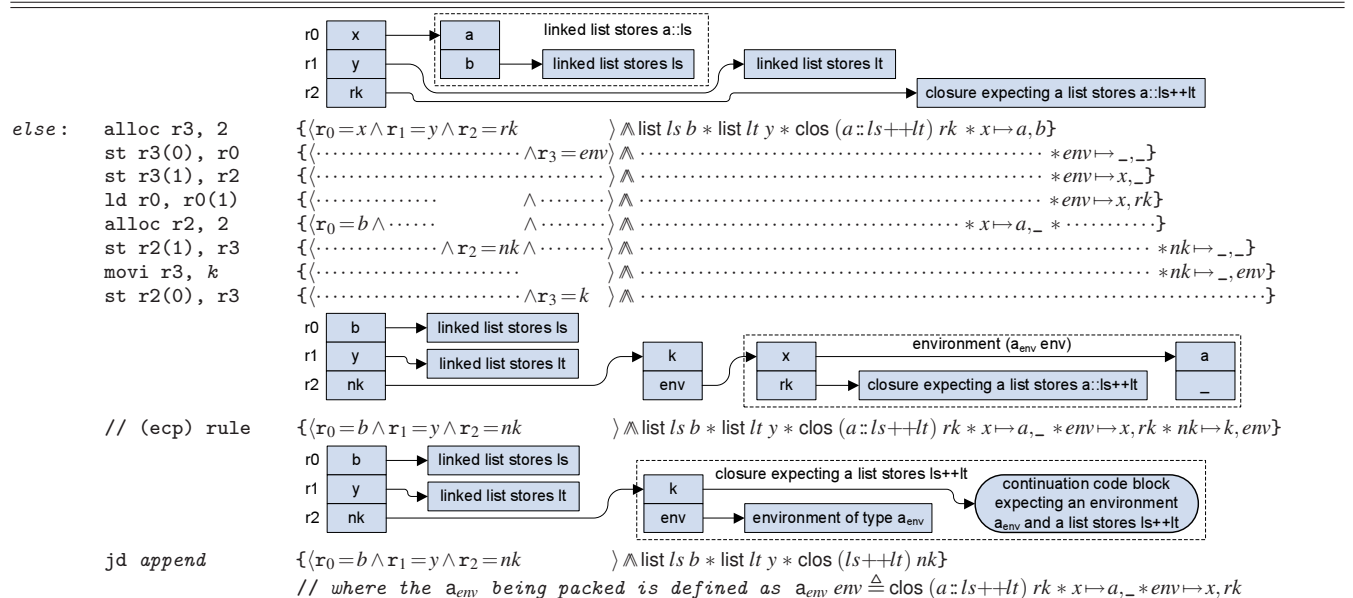 r0 x a linked list stores a::ls
r1 y b linked list stores ls linked list stores lt
r2 rk closure expecting a list stores a::ls++lt
else: alloc r3, 2 {⟨r0=x∧r1=y∧r2=rk ⟩⩕list ls b * list lt y * clos (a::ls++lt) rk * x↦a,b}
st r3(0), r0 {⟨························∧r3=env⟩⩕ ························ *env↦_,_}
st r3(1), r2 {⟨························ ⟩⩕ ························ *env↦x,_}
ld r0, r0(1) {⟨·············· ∧········⟩⩕ ························ *env↦x,rk}
alloc r2, 2 {⟨r0=b∧······ ∧········⟩⩕ ···················· * x↦a,_ * ···········}
st r2(1), r3 {⟨·············· ∧r2=nk∧········⟩⩕ ························ *nk↦_,_}
movi r3, k {⟨························ ⟩⩕ ························ *nk↦_,env}
st r2(0), r3 {⟨························∧r3=k ⟩⩕ ························}
r0 b linked list stores ls
r1 y linked list stores lt k x environment (aenv env) a
r2 nk env rk closure expecting a list stores a::ls++lt _
// (ecp) rule {⟨r0=b∧r1=y∧r2=nk ⟩⩕list ls b * list lt y * clos (a::ls++lt) rk * x↦a,_ *env↦x,rk * nk↦k,env}
r0 b linked list stores ls closure expecting a list stores ls++lt
r1 y linked list stores lt k continuation code block expecting an environment aenv and a list stores ls++lt
r2 nk env environment of type aenv
jd append {⟨r0=b∧r1=y∧r2=nk ⟩⩕list ls b * list lt y * clos (ls++lt) nk}
// where the aenv being packed is defined as aenv env ≜ clos (a::ls++lt) rk * x↦a,_ * env↦x,rk